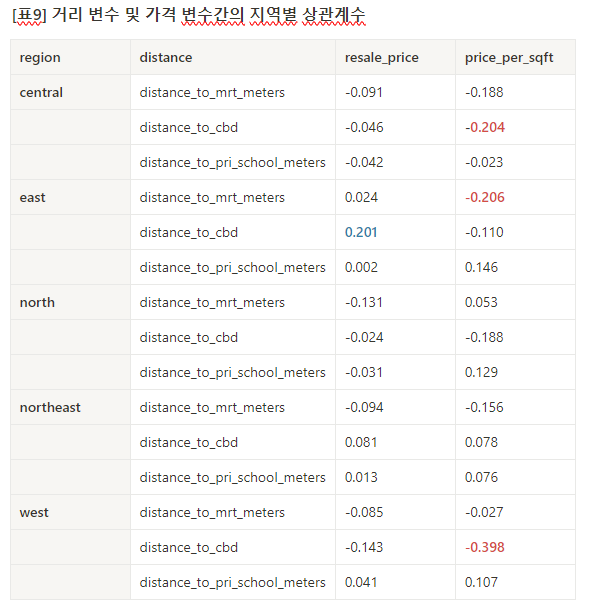 [표9] 거리 변수 및 가격 변수간의 지역별 상관계수
region distance resale_price price_per_sqft
central distance_to_mrt_meters -0.091 -0.188
distance_to_cbd -0.046 -0.204
distance_to_pri_school_meters -0.042 -0.023
east distance_to_mrt_meters 0.024 -0.206
distance_to_cbd 0.201 -0.110
distance_to_pri_school_meters 0.002 0.146
north distance_to_mrt_meters -0.131 0.053
distance_to_cbd -0.024 -0.188
distance_to_pri_school_meters -0.031 0.129
northeast distance_to_mrt_meters -0.094 -0.156
distance_to_cbd 0.081 0.078
distance_to_pri_school_meters 0.013 0.076
west distance_to_mrt_meters -0.085 -0.027
distance_to_cbd -0.143 -0.398
distance_to_pri_school_meters 0.041 0.107